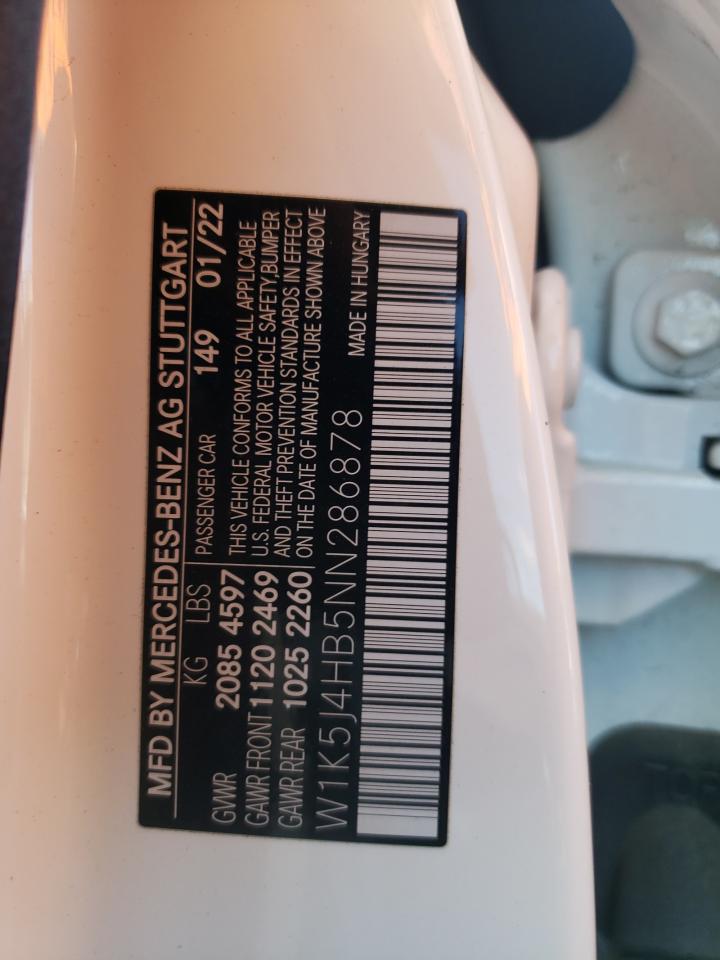 MFD BY MERCEDES-BENZ AG STUTTGART
KG LBS
GVWR 2085 4597
GAWR FRONT 1120 2469
GAWR REAR 1025 2260
PASSENGER CAR 149 01/22
THIS VEHICLE CONFORMS TO ALL APPLICABLE
U.S. FEDERAL MOTOR VEHICLE SAFETY,BUMPER
AND THEFT PREVENTION STANDARDS IN EFFECT
ON THE DATE OF MANUFACTURE SHOWN ABOVE
W1K5J4HB5NN286878
MADE IN HUNGARY